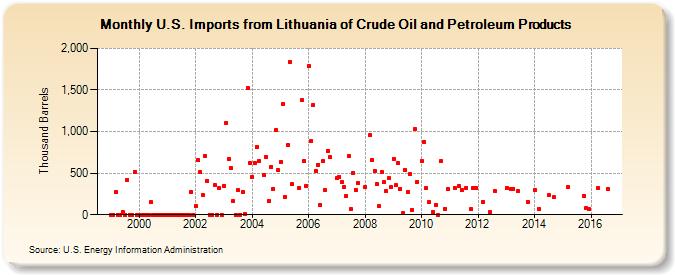 Monthly U.S. Imports from Lithuania of Crude Oil and Petroleum Products
Thousand Barrels
2,000
1,500
1,000
500
0
2000 2002 2004 2006 2008 2010 2012 2014 2016
Source: U.S. Energy Information Administration